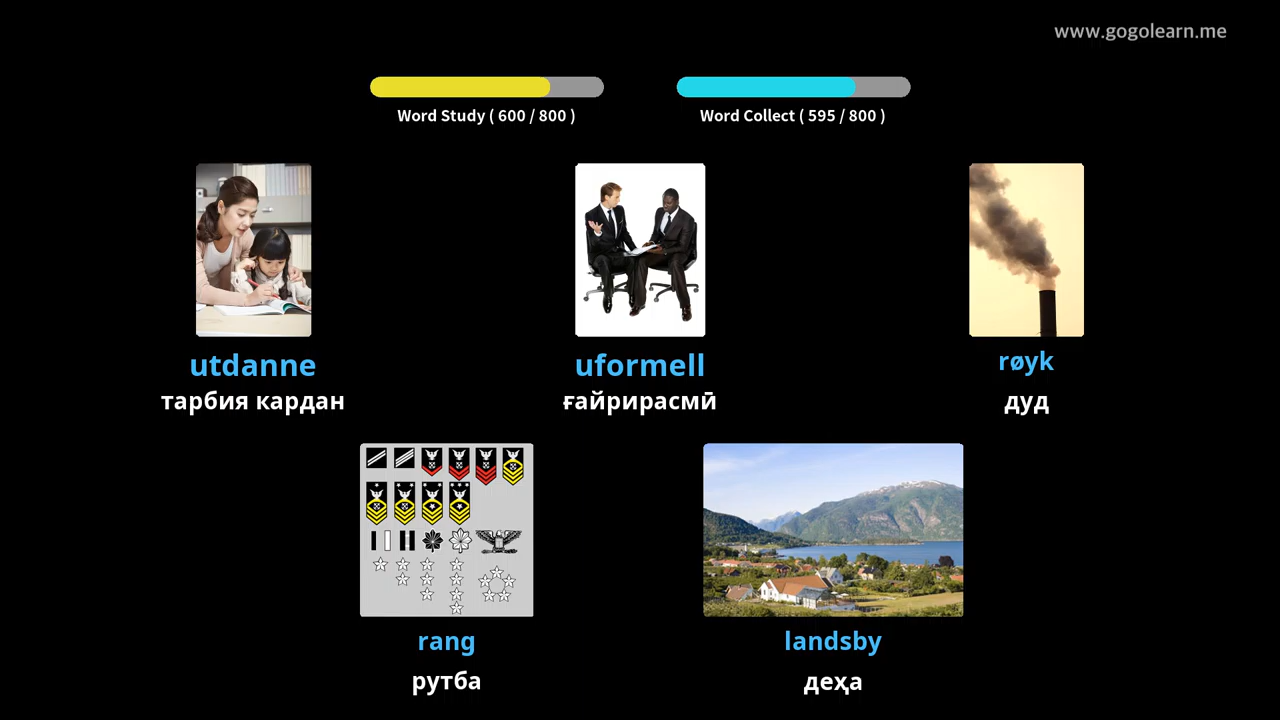 www.gogolearn.me
Word Study ( 600 / 800 )
Word Collect ( 595 / 800 )
utdanne
тарбия кардан
uformell
ғайрирасмӣ
røyk
дуд
rang
рутба
landsby
деҳа